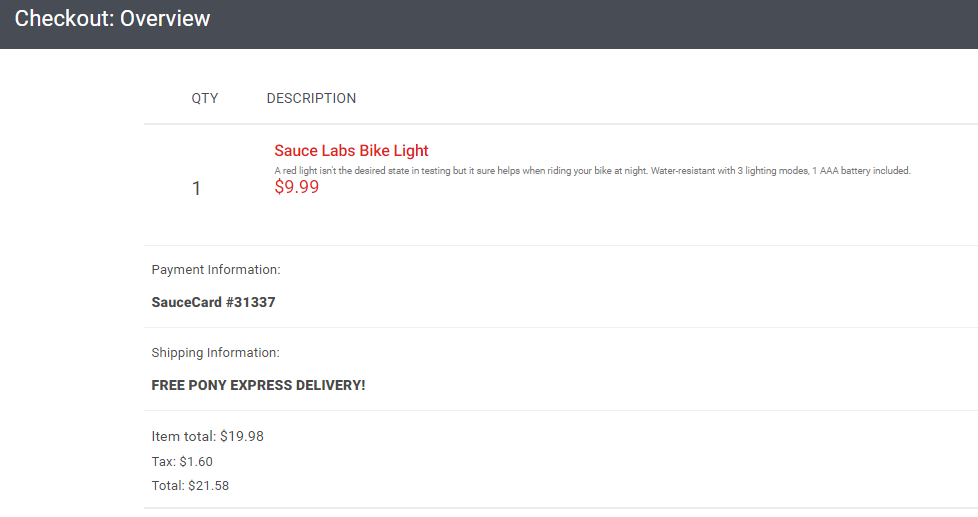 Checkout: Overview
QTY DESCRIPTION
Sauce Labs Bike Light
A red light isn't the desired state in testing but it sure helps when riding your bike at night. Water-resistant with 3 lighting modes, 1 AAA battery included.
1 $9.99
Payment Information:
SauceCard #31337
Shipping Information:
FREE PONY EXPRESS DELIVERY!
Item total: $19.98
Tax: $1.60
Total: $21.58